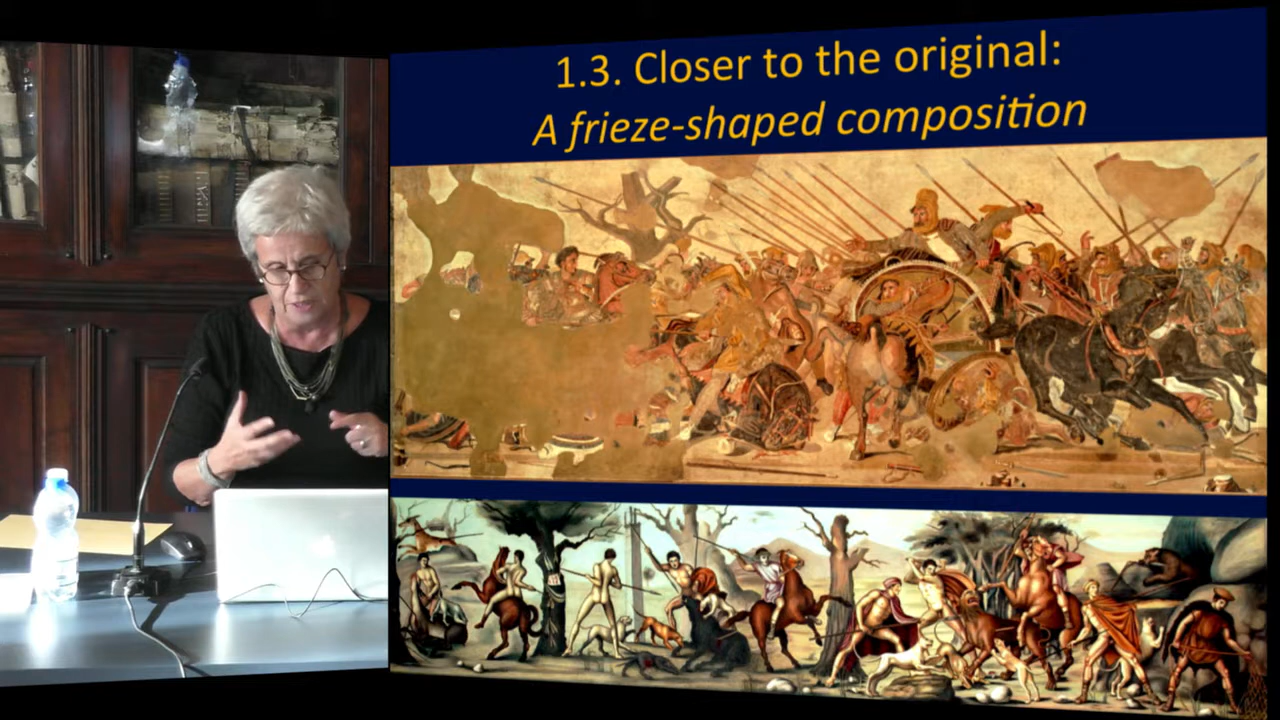 1.3. Closer to the original:
A frieze-shaped composition